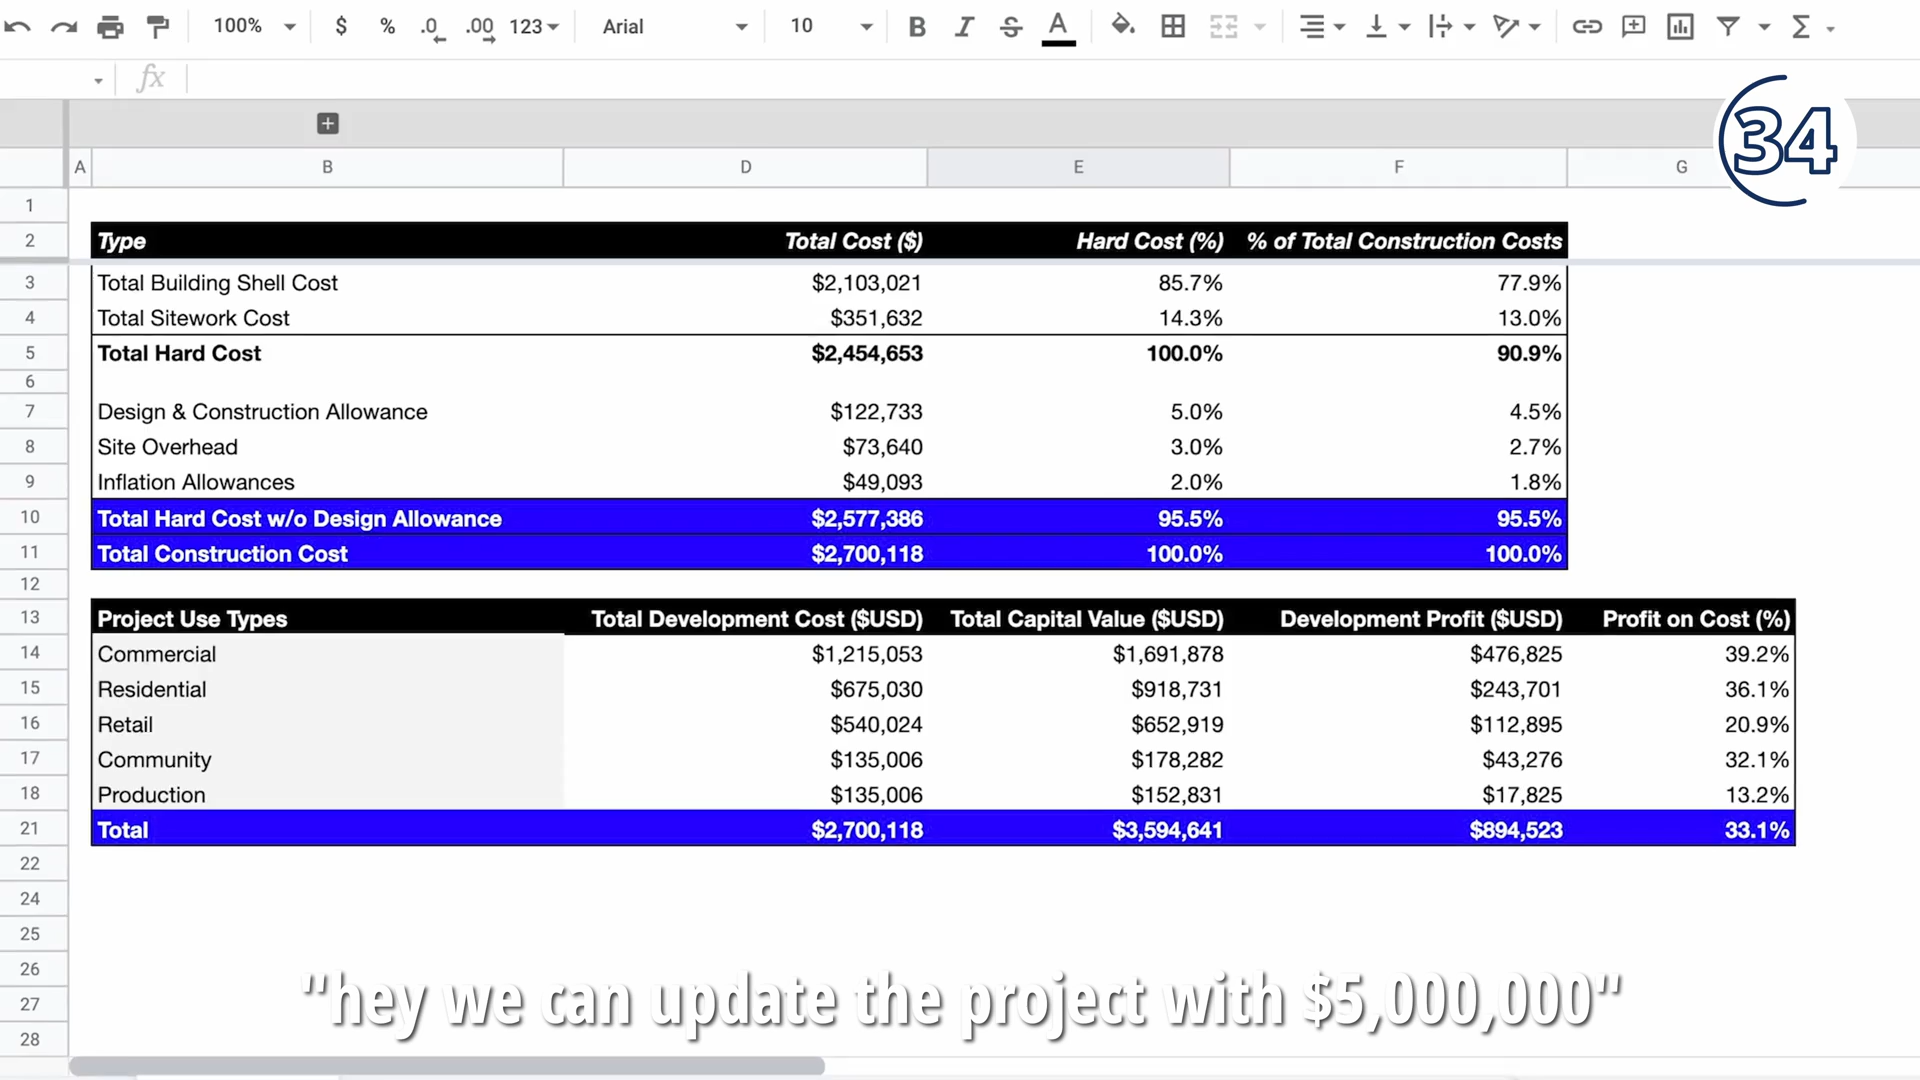 100% $ % .0 .00 123 Arial 10 B I S A Σ
fx
34
A B D E F G
1
2 Type Total Cost ($) Hard Cost (%) % of Total Construction Costs
3 Total Building Shell Cost $2,103,021 85.7% 77.9%
4 Total Sitework Cost $351,632 14.3% 13.0%
5 Total Hard Cost $2,454,653 100.0% 90.9%
6
7 Design & Construction Allowance $122,733 5.0% 4.5%
8 Site Overhead $73,640 3.0% 2.7%
9 Inflation Allowances $49,093 2.0% 1.8%
10 Total Hard Cost w/o Design Allowance $2,577,386 95.5% 95.5%
11 Total Construction Cost $2,700,118 100.0% 100.0%
12
13 Project Use Types Total Development Cost ($USD) Total Capital Value ($USD) Development Profit ($USD) Profit on Cost (%)
14 Commercial $1,215,053 $1,691,878 $476,825 39.2%
15 Residential $675,030 $918,731 $243,701 36.1%
16 Retail $540,024 $652,919 $112,895 20.9%
17 Community $135,006 $178,282 $43,276 32.1%
18 Production $135,006 $152,831 $17,825 13.2%
21 Total $2,700,118 $3,594,641 $894,523 33.1%
22
24
25
26
"hey we can update the project with $5,000,000"
27
28